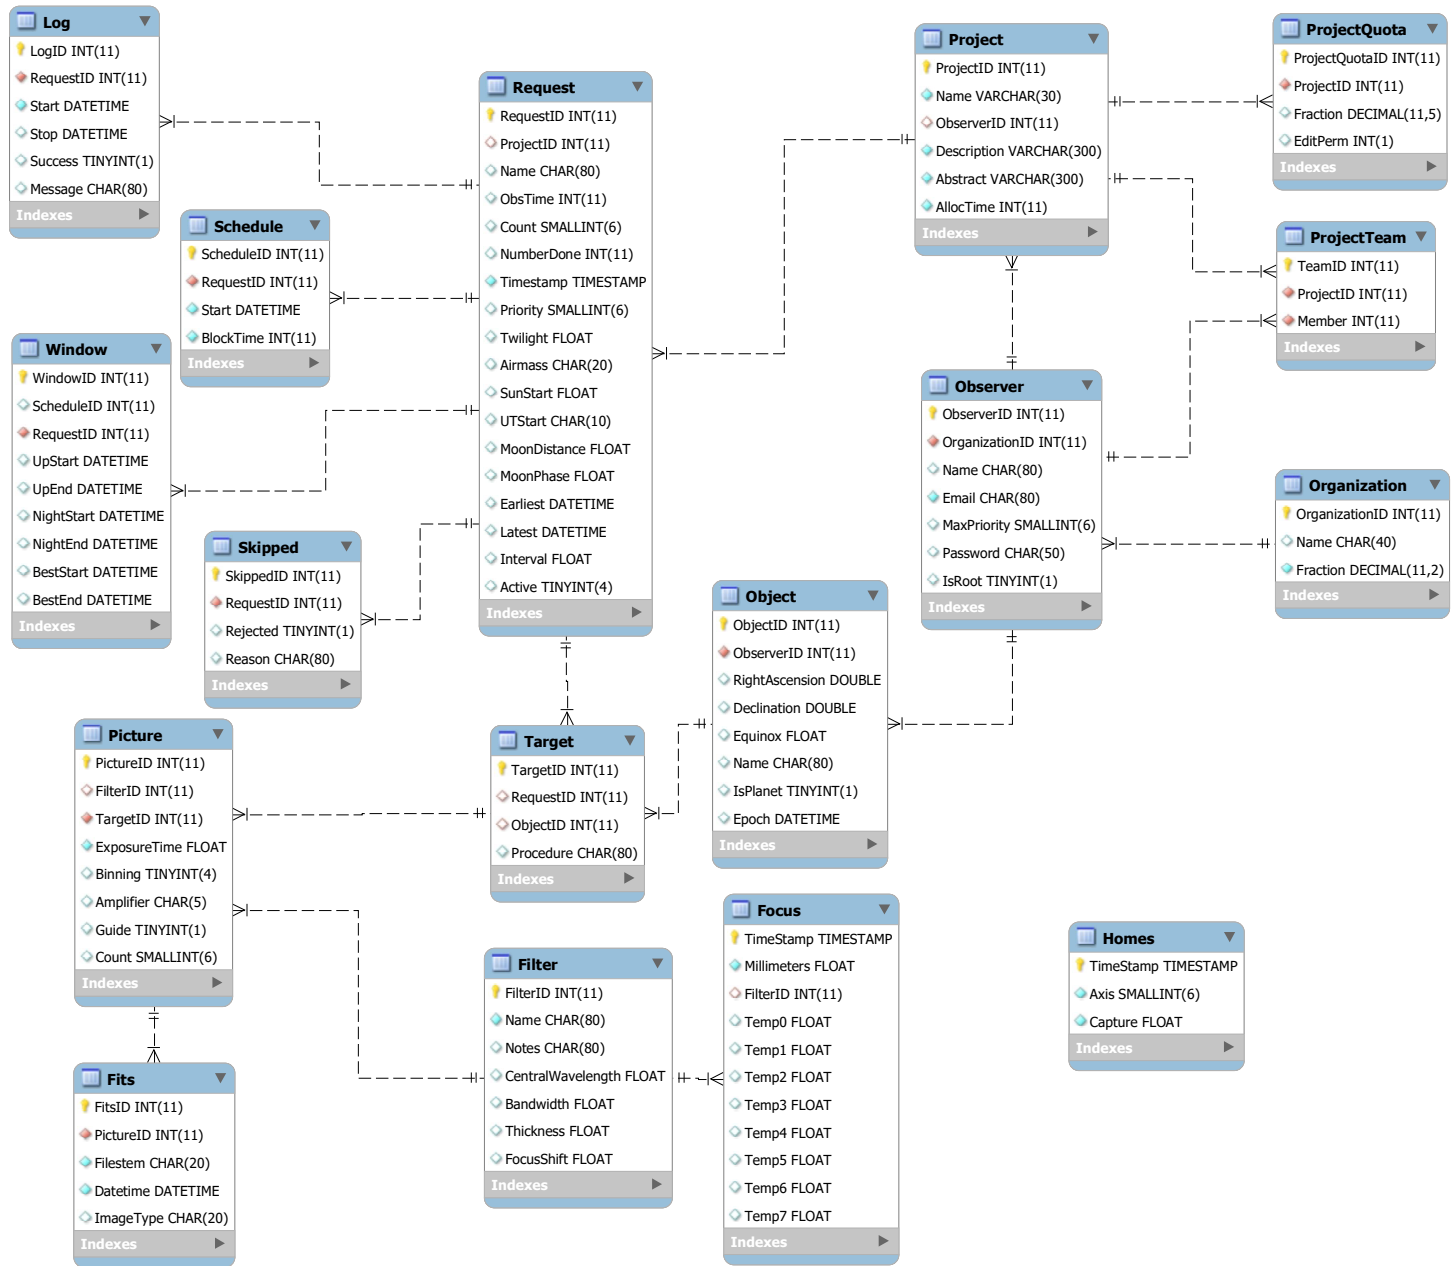 Log
LogID INT(11)
RequestID INT(11)
Start DATETIME
Stop DATETIME
Success TINYINT(1)
Message CHAR(80)
Indexes
Schedule
ScheduleID INT(11)
RequestID INT(11)
Start DATETIME
BlockTime INT(11)
Indexes
Window
WindowID INT(11)
ScheduleID INT(11)
RequestID INT(11)
UpStart DATETIME
UpEnd DATETIME
NightStart DATETIME
NightEnd DATETIME
BestStart DATETIME
BestEnd DATETIME
Indexes
Skipped
SkippedID INT(11)
RequestID INT(11)
Rejected TINYINT(1)
Reason CHAR(80)
Indexes
Request
RequestID INT(11)
ProjectID INT(11)
Name CHAR(80)
ObsTime INT(11)
Count SMALLINT(6)
NumberDone INT(11)
Timestamp TIMESTAMP
Priority SMALLINT(6)
Twilight FLOAT
Airmass CHAR(20)
SunStart FLOAT
UTStart CHAR(10)
MoonDistance FLOAT
MoonPhase FLOAT
Earliest DATETIME
Latest DATETIME
Interval FLOAT
Active TINYINT(4)
Indexes
Project
ProjectID INT(11)
Name VARCHAR(30)
ObserverID INT(11)
Description VARCHAR(300)
Abstract VARCHAR(300)
AllocTime INT(11)
Indexes
ProjectQuota
ProjectQuotaID INT(11)
ProjectID INT(11)
Fraction DECIMAL(11,5)
EditPerm INT(1)
Indexes
ProjectTeam
TeamID INT(11)
ProjectID INT(11)
Member INT(11)
Indexes
Observer
ObserverID INT(11)
OrganizationID INT(11)
Name CHAR(80)
Email CHAR(80)
MaxPriority SMALLINT(6)
Password CHAR(50)
IsRoot TINYINT(1)
Indexes
Organization
OrganizationID INT(11)
Name CHAR(40)
Fraction DECIMAL(11,2)
Indexes
Object
ObjectID INT(11)
ObserverID INT(11)
RightAscension DOUBLE
Declination DOUBLE
Equinox FLOAT
Name CHAR(80)
IsPlanet TINYINT(1)
Epoch DATETIME
Indexes
Picture
PictureID INT(11)
FilterID INT(11)
TargetID INT(11)
ExposureTime FLOAT
Binning TINYINT(4)
Amplifier CHAR(5)
Guide TINYINT(1)
Count SMALLINT(6)
Indexes
Target
TargetID INT(11)
RequestID INT(11)
ObjectID INT(11)
Procedure CHAR(80)
Indexes
Fits
FitsID INT(11)
PictureID INT(11)
Filestem CHAR(20)
Datetime DATETIME
ImageType CHAR(20)
Indexes
Filter
FilterID INT(11)
Name CHAR(80)
Notes CHAR(80)
CentralWavelength FLOAT
Bandwidth FLOAT
Thickness FLOAT
FocusShift FLOAT
Indexes
Focus
TimeStamp TIMESTAMP
Millimeters FLOAT
FilterID INT(11)
Temp0 FLOAT
Temp1 FLOAT
Temp2 FLOAT
Temp3 FLOAT
Temp4 FLOAT
Temp5 FLOAT
Temp6 FLOAT
Temp7 FLOAT
Indexes
Homes
TimeStamp TIMESTAMP
Axis SMALLINT(6)
Capture FLOAT
Indexes